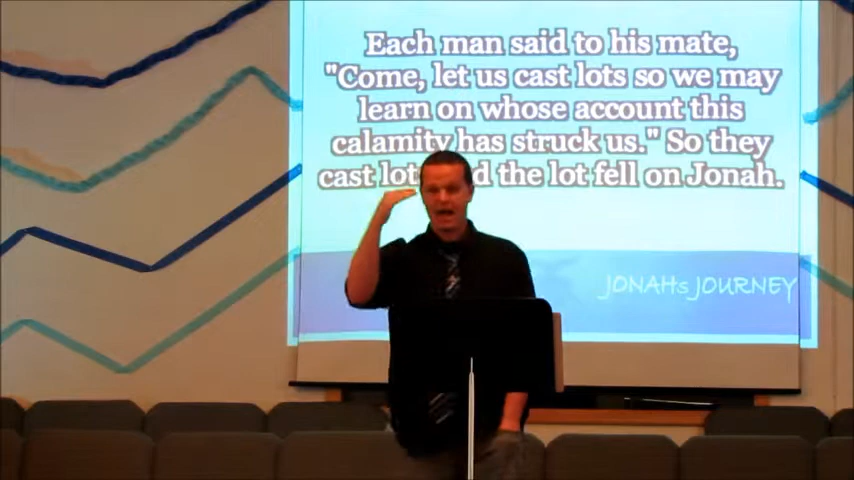 Each man said to his mate,
"Come, let us cast lots so we may
learn on whose account this
calamity has struck us." So they
cast the lot fell on Jonah.
JONAHs JOURNEY